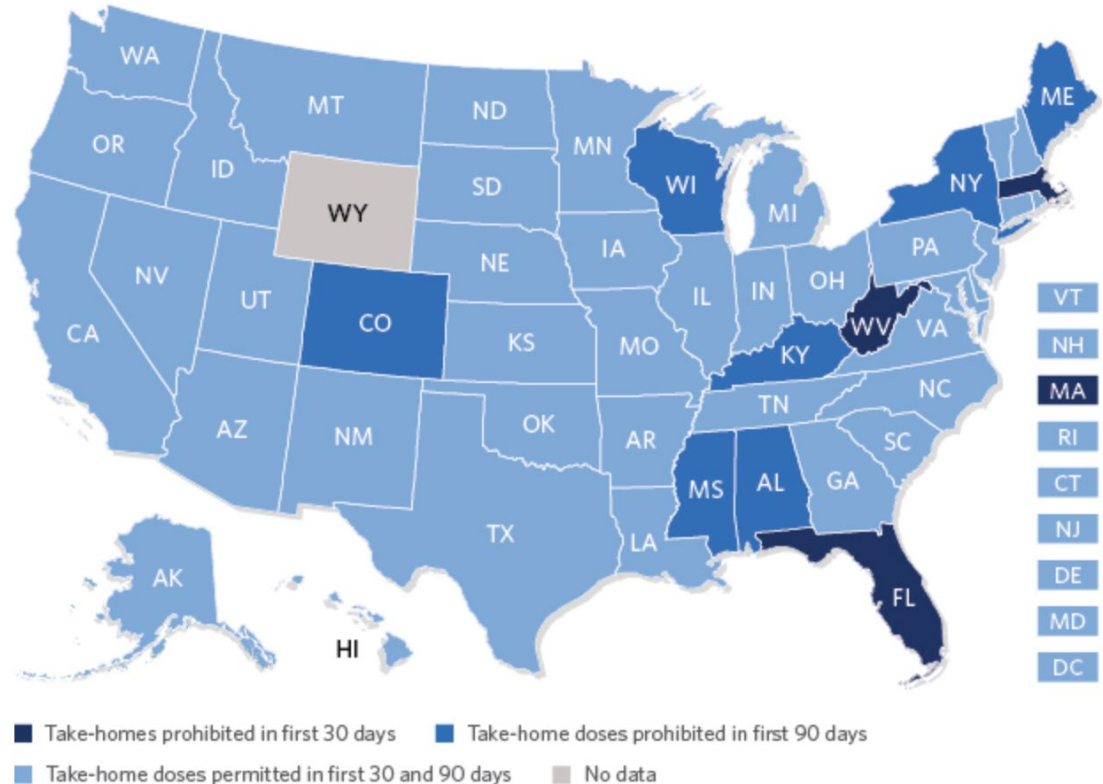 WA
MT
ND
MN
ME
OR
ID
SD
WI
NY
WY
MI
IA
PA
NE
NV
UT
IL
IN
OH
CO
WV
VA
CA
KS
MO
KY
NC
TN
AZ
NM
OK
AR
SC
MS
AL
GA
TX
LA
AK
FL
HI
VT
NH
MA
RI
CT
NJ
DE
MD
DC
Take-homes prohibited in first 30 days
Take-home doses prohibited in first 90 days
Take-home doses permitted in first 30 and 90 days
No data